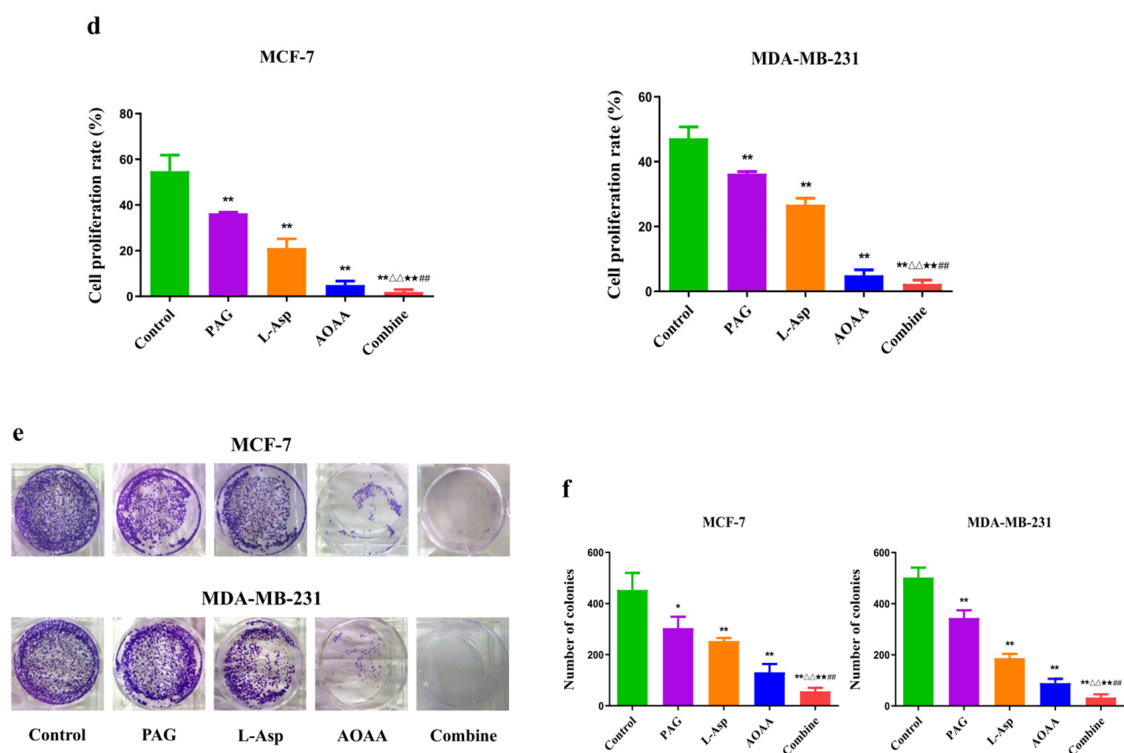 d
MCF-7
Cell proliferation rate (%)
80
60
40
20
0
**
**
**
**△△★★##
Control
PAG
L-Asp
AOAA
Combine
MDA-MB-231
Cell proliferation rate (%)
60
40
20
0
**
**
**
**△△★★##
Control
PAG
L-Asp
AOAA
Combine
e
MCF-7
MDA-MB-231
Control PAG L-Asp AOAA Combine
f
MCF-7
Number of colonies
600
400
200
0
*
**
**
**△△★★##
Control
PAG
L-Asp
AOAA
Combine
MDA-MB-231
Number of colonies
600
400
200
0
**
**
**
**△△★★##
Control
PAG
L-Asp
AOAA
Combine